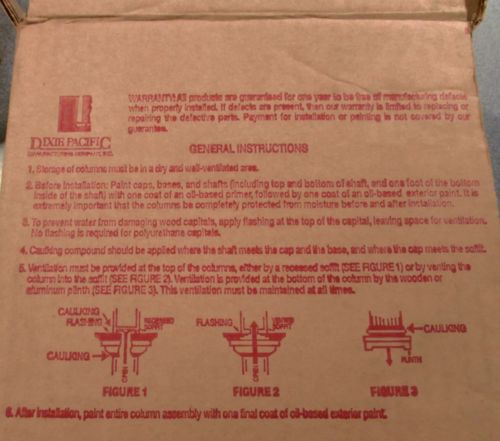 WARRANTY: All products are guaranteed for one year to be free of manufacturing defects
when properly installed. If defects are present, then our warranty is limited to replacing or
repairing the defective parts. Payment for installation or painting is not covered by our
guarantee.
DIXIE PACIFIC
MANUFACTURING COMPANY, INC.
GENERAL INSTRUCTIONS
1. Storage of columns must be in a dry and well-ventilated area.
2. Before Installation: Paint caps, bases, and shafts (including top and bottom of shaft, and one foot of the bottom
inside of the shaft) with one coat of an oil-based primer, followed by one coat of an oil-based exterior paint. It is
extremely important that the columns be completely protected from moisture before and after installation.
3. To prevent water from damaging wood capitals, apply flashing at the top of the capital, leaving space for ventilation.
No flashing is required for polyurethane capitals.
4. Caulking compound should be applied where the shaft meets the cap and the base, and where the cap meets the soffit.
5. Ventilation must be provided at the top of the columns, either by a recessed soffit (SEE FIGURE 1) or by venting the
column into the soffit (SEE FIGURE 2). Ventilation is provided at the bottom of the column by the wooden or
aluminum plinth (SEE FIGURE 3). This ventilation must be maintained at all times.
CAULKING
FLASHING
RECESSED
SOFFIT
CAULKING
FIGURE 1
FLASHING
VENTED
SOFFIT
FIGURE 2
CAULKING
PLINTH
FIGURE 3
6. After installation, paint entire column assembly with one final coat of oil-based exterior paint.